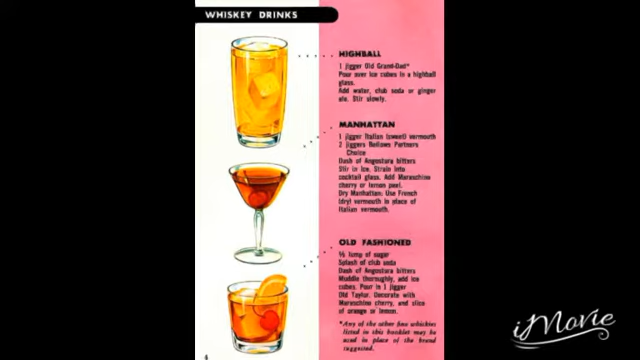 WHISKEY DRINKS
HIGHBALL
1 jigger Old Grand-Dad*
Pour over ice cubes in a highball
glass.
Add water, club soda or ginger
ale. Stir slowly.
MANHATTAN
1 jigger Italian (sweet) vermouth
2 jiggers Bellows Partners
Choice
Dash of Angostura bitters
Stir in ice. Strain into
cocktail glass. Add Maraschino
cherry or lemon peel.
Dry Manhattan: Use French
(dry) vermouth in place of
Italian vermouth.
OLD FASHIONED
½ lump of sugar
Splash of club soda
Dash of Angostura bitters
Muddle thoroughly, add ice
cubes. Pour in 1 jigger
Old Taylor. Decorate with
Maraschino cherry, and slice
of orange or lemon.
*Any of the other fine whiskies
listed in this booklet may be
used in place of the brand
suggested.
4
iMovie